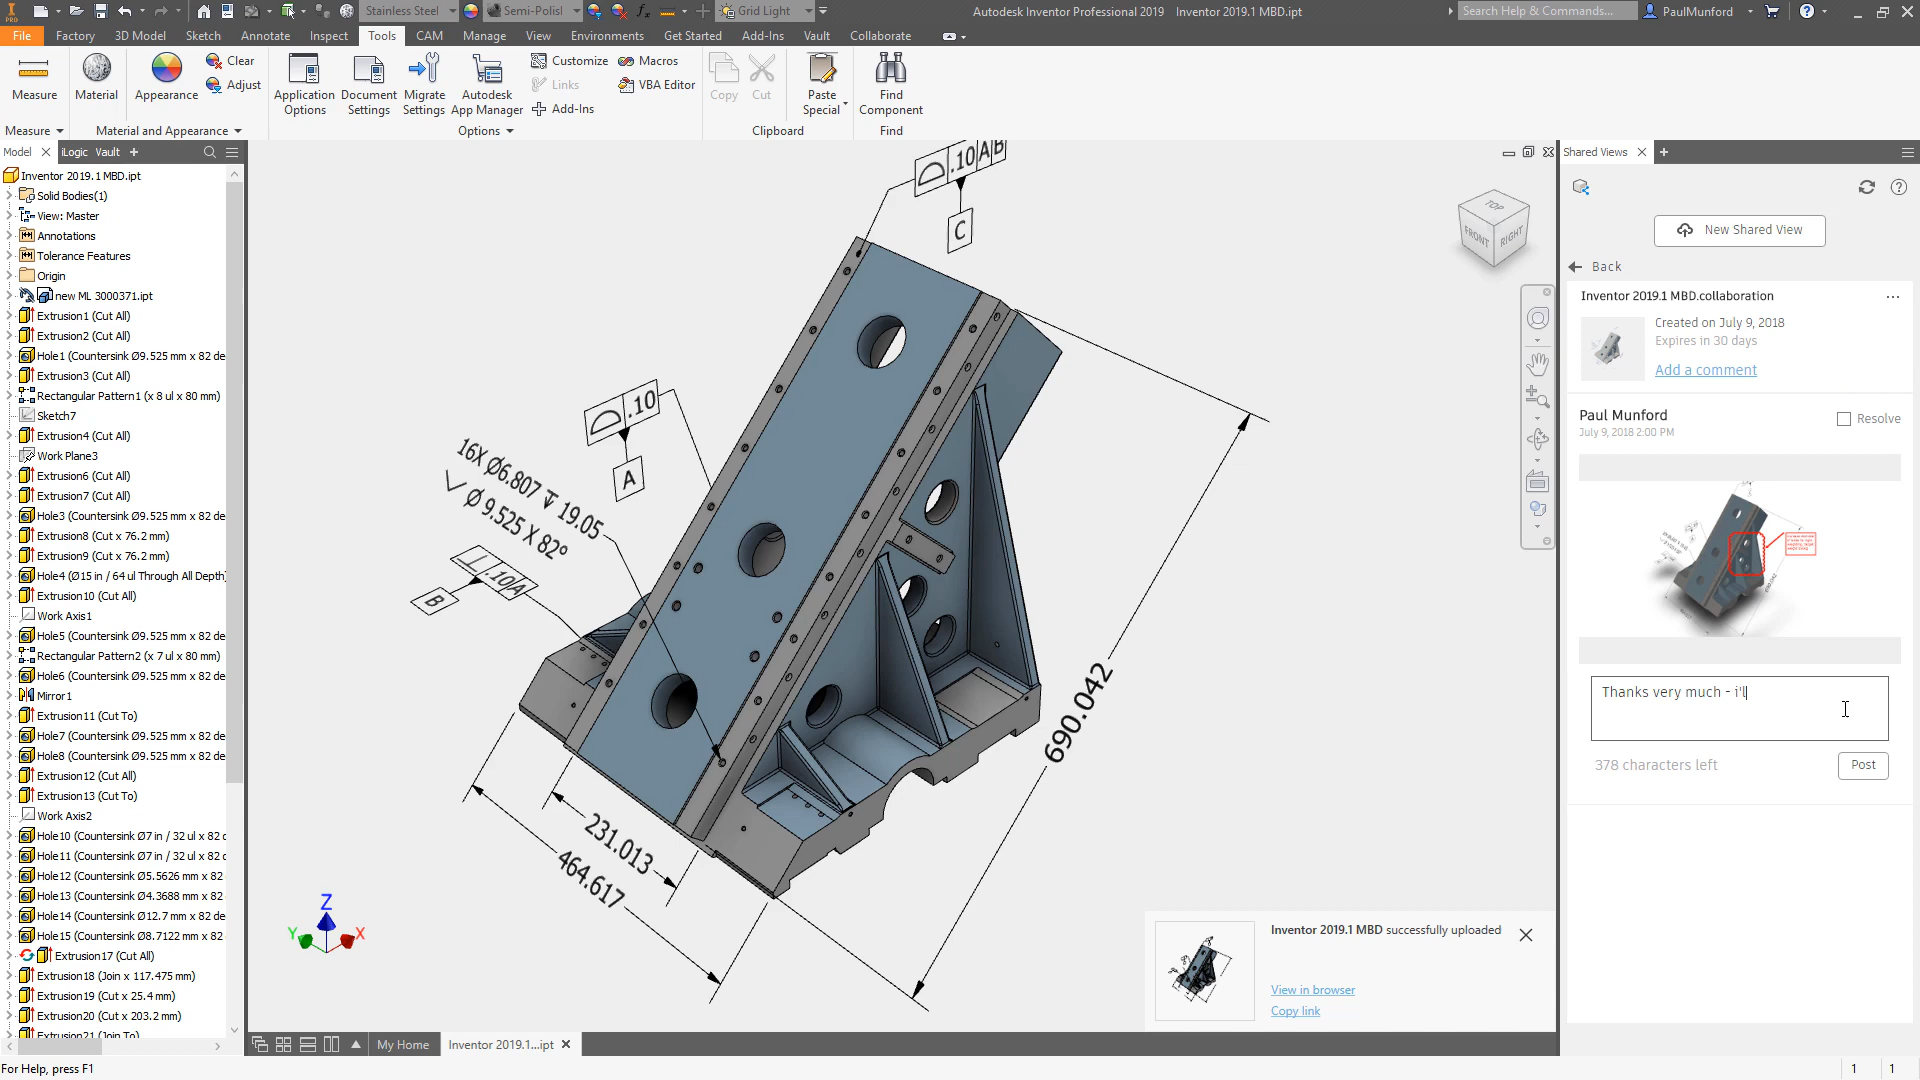 Stainless Steel
Semi-Polisl
Grid Light
Autodesk Inventor Professional 2019 Inventor 2019.1 MBD.ipt
Search Help & Commands...
PaulMunford
PRO
File Factory 3D Model Sketch Annotate Inspect Tools CAM Manage View Environments Get Started Add-Ins Vault Collaborate
Measure
Material
Appearance
Clear
Adjust
Application Options
Document Settings
Migrate Settings
Autodesk App Manager
Customize
Links
Add-Ins
Macros
VBA Editor
Copy
Cut
Paste Special
Find Component
Measure
Material and Appearance
Options
Clipboard
Find
Model iLogic Vault
Inventor 2019.1 MBD.ipt
Solid Bodies(1)
View: Master
Annotations
Tolerance Features
Origin
new ML 3000371.ipt
Extrusion1 (Cut All)
Extrusion2 (Cut All)
Hole1 (Countersink Ø9.525 mm x 82 de
Extrusion3 (Cut All)
Rectangular Pattern1 (x 8 ul x 80 mm)
Sketch7
Extrusion4 (Cut All)
Work Plane3
Extrusion6 (Cut All)
Extrusion7 (Cut All)
Hole3 (Countersink Ø9.525 mm x 82 de
Extrusion8 (Cut x 76.2 mm)
Extrusion9 (Cut x 76.2 mm)
Hole4 (Ø15 in / 64 ul Through All Depth)
Extrusion10 (Cut All)
Work Axis1
Hole5 (Countersink Ø9.525 mm x 82 de
Rectangular Pattern2 (x 7 ul x 80 mm)
Hole6 (Countersink Ø9.525 mm x 82 de
Mirror1
Extrusion11 (Cut To)
Hole7 (Countersink Ø9.525 mm x 82 de
Hole8 (Countersink Ø9.525 mm x 82 de
Extrusion12 (Cut All)
Extrusion13 (Cut To)
Work Axis2
Hole10 (Countersink Ø7 in / 32 ul x 82 c
Hole11 (Countersink Ø7 in / 32 ul x 82 c
Hole12 (Countersink Ø5.5626 mm x 82
Hole13 (Countersink Ø4.3688 mm x 82
Hole14 (Countersink Ø12.7 mm x 82 de
Hole15 (Countersink Ø8.7122 mm x 82
Extrusion17 (Cut All)
Extrusion18 (Join x 117.475 mm)
Extrusion19 (Cut x 25.4 mm)
Extrusion20 (Cut x 203.2 mm)
Extrusion21 (Join To)
.10 A B
C
.10
A
16X Ø6.807 ↧ 19.05
⌵ Ø 9.525 X 82°
⊥ .10 A
B
690.042
231.013
464.617
Z
Y
X
TOP
FRONT
RIGHT
Inventor 2019.1 MBD successfully uploaded
View in browser
Copy link
My Home
Inventor 2019.1...ipt
Shared Views
New Shared View
Back
Inventor 2019.1 MBD.collaboration
Created on July 9, 2018
Expires in 30 days
Add a comment
Paul Munford
July 9, 2018 2:00 PM
Resolve
Thanks very much - i'l
378 characters left
Post
For Help, press F1
1 1